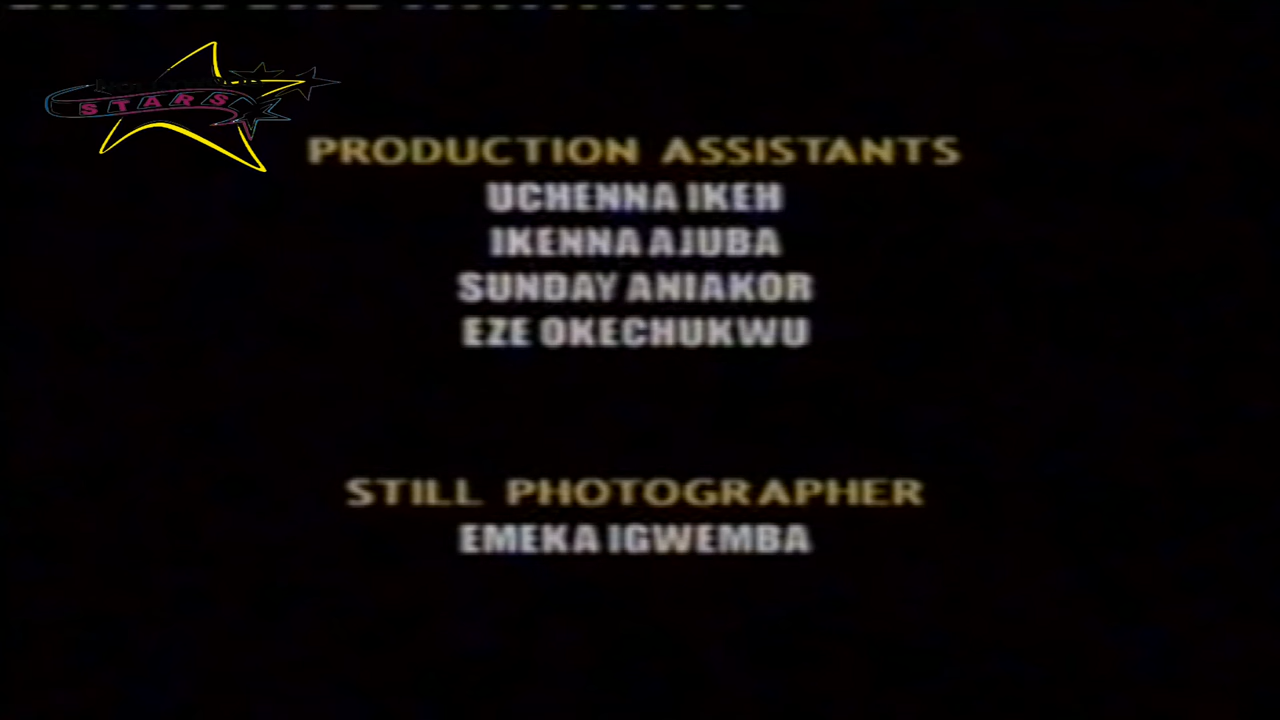 STARS
PRODUCTION ASSISTANTS
UCHENNA IKEH
IKENNA AJUBA
SUNDAY ANIAKOR
EZE OKECHUKWU
STILL PHOTOGRAPHER
EMEKA IGWEMBA